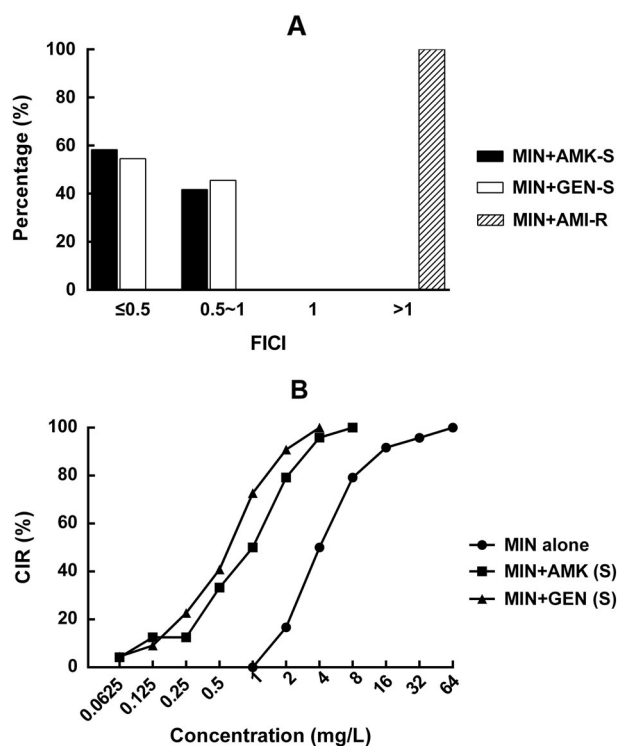 A
Percentage (%)
100
80
60
40
20
0
≤0.5
0.5~1
1
>1
FICI
MIN+AMK-S
MIN+GEN-S
MIN+AMI-R
B
CIR (%)
100
80
60
40
20
0
0.0625
0.125
0.25
0.5
1
2
4
8
16
32
64
Concentration (mg/L)
MIN alone
MIN+AMK (S)
MIN+GEN (S)